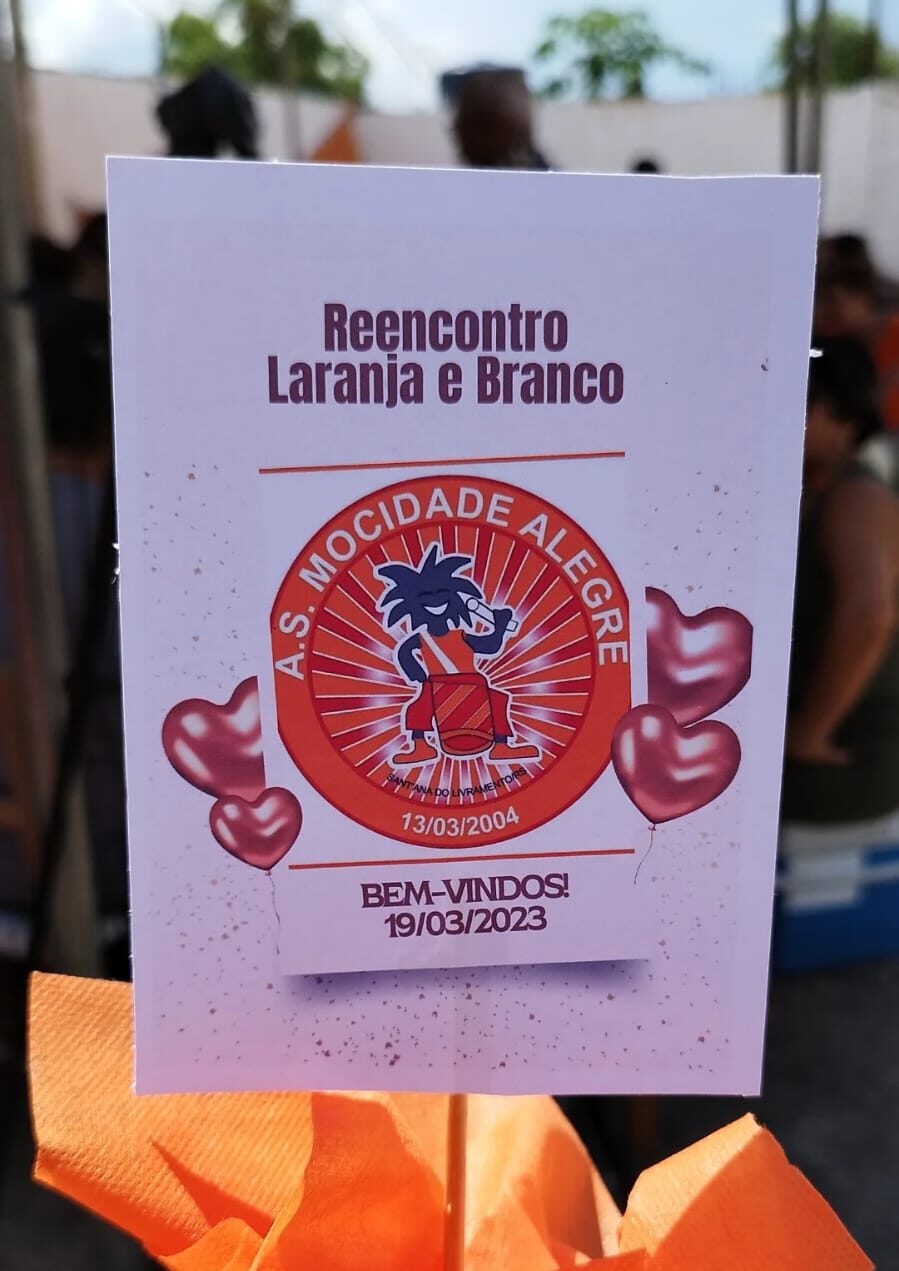 Reencontro
Laranja e Branco
A.S. MOCIDADE ALEGRE
SANT'ANA DO LIVRAMENTO/RS
13/03/2004
BEM-VINDOS!
19/03/2023